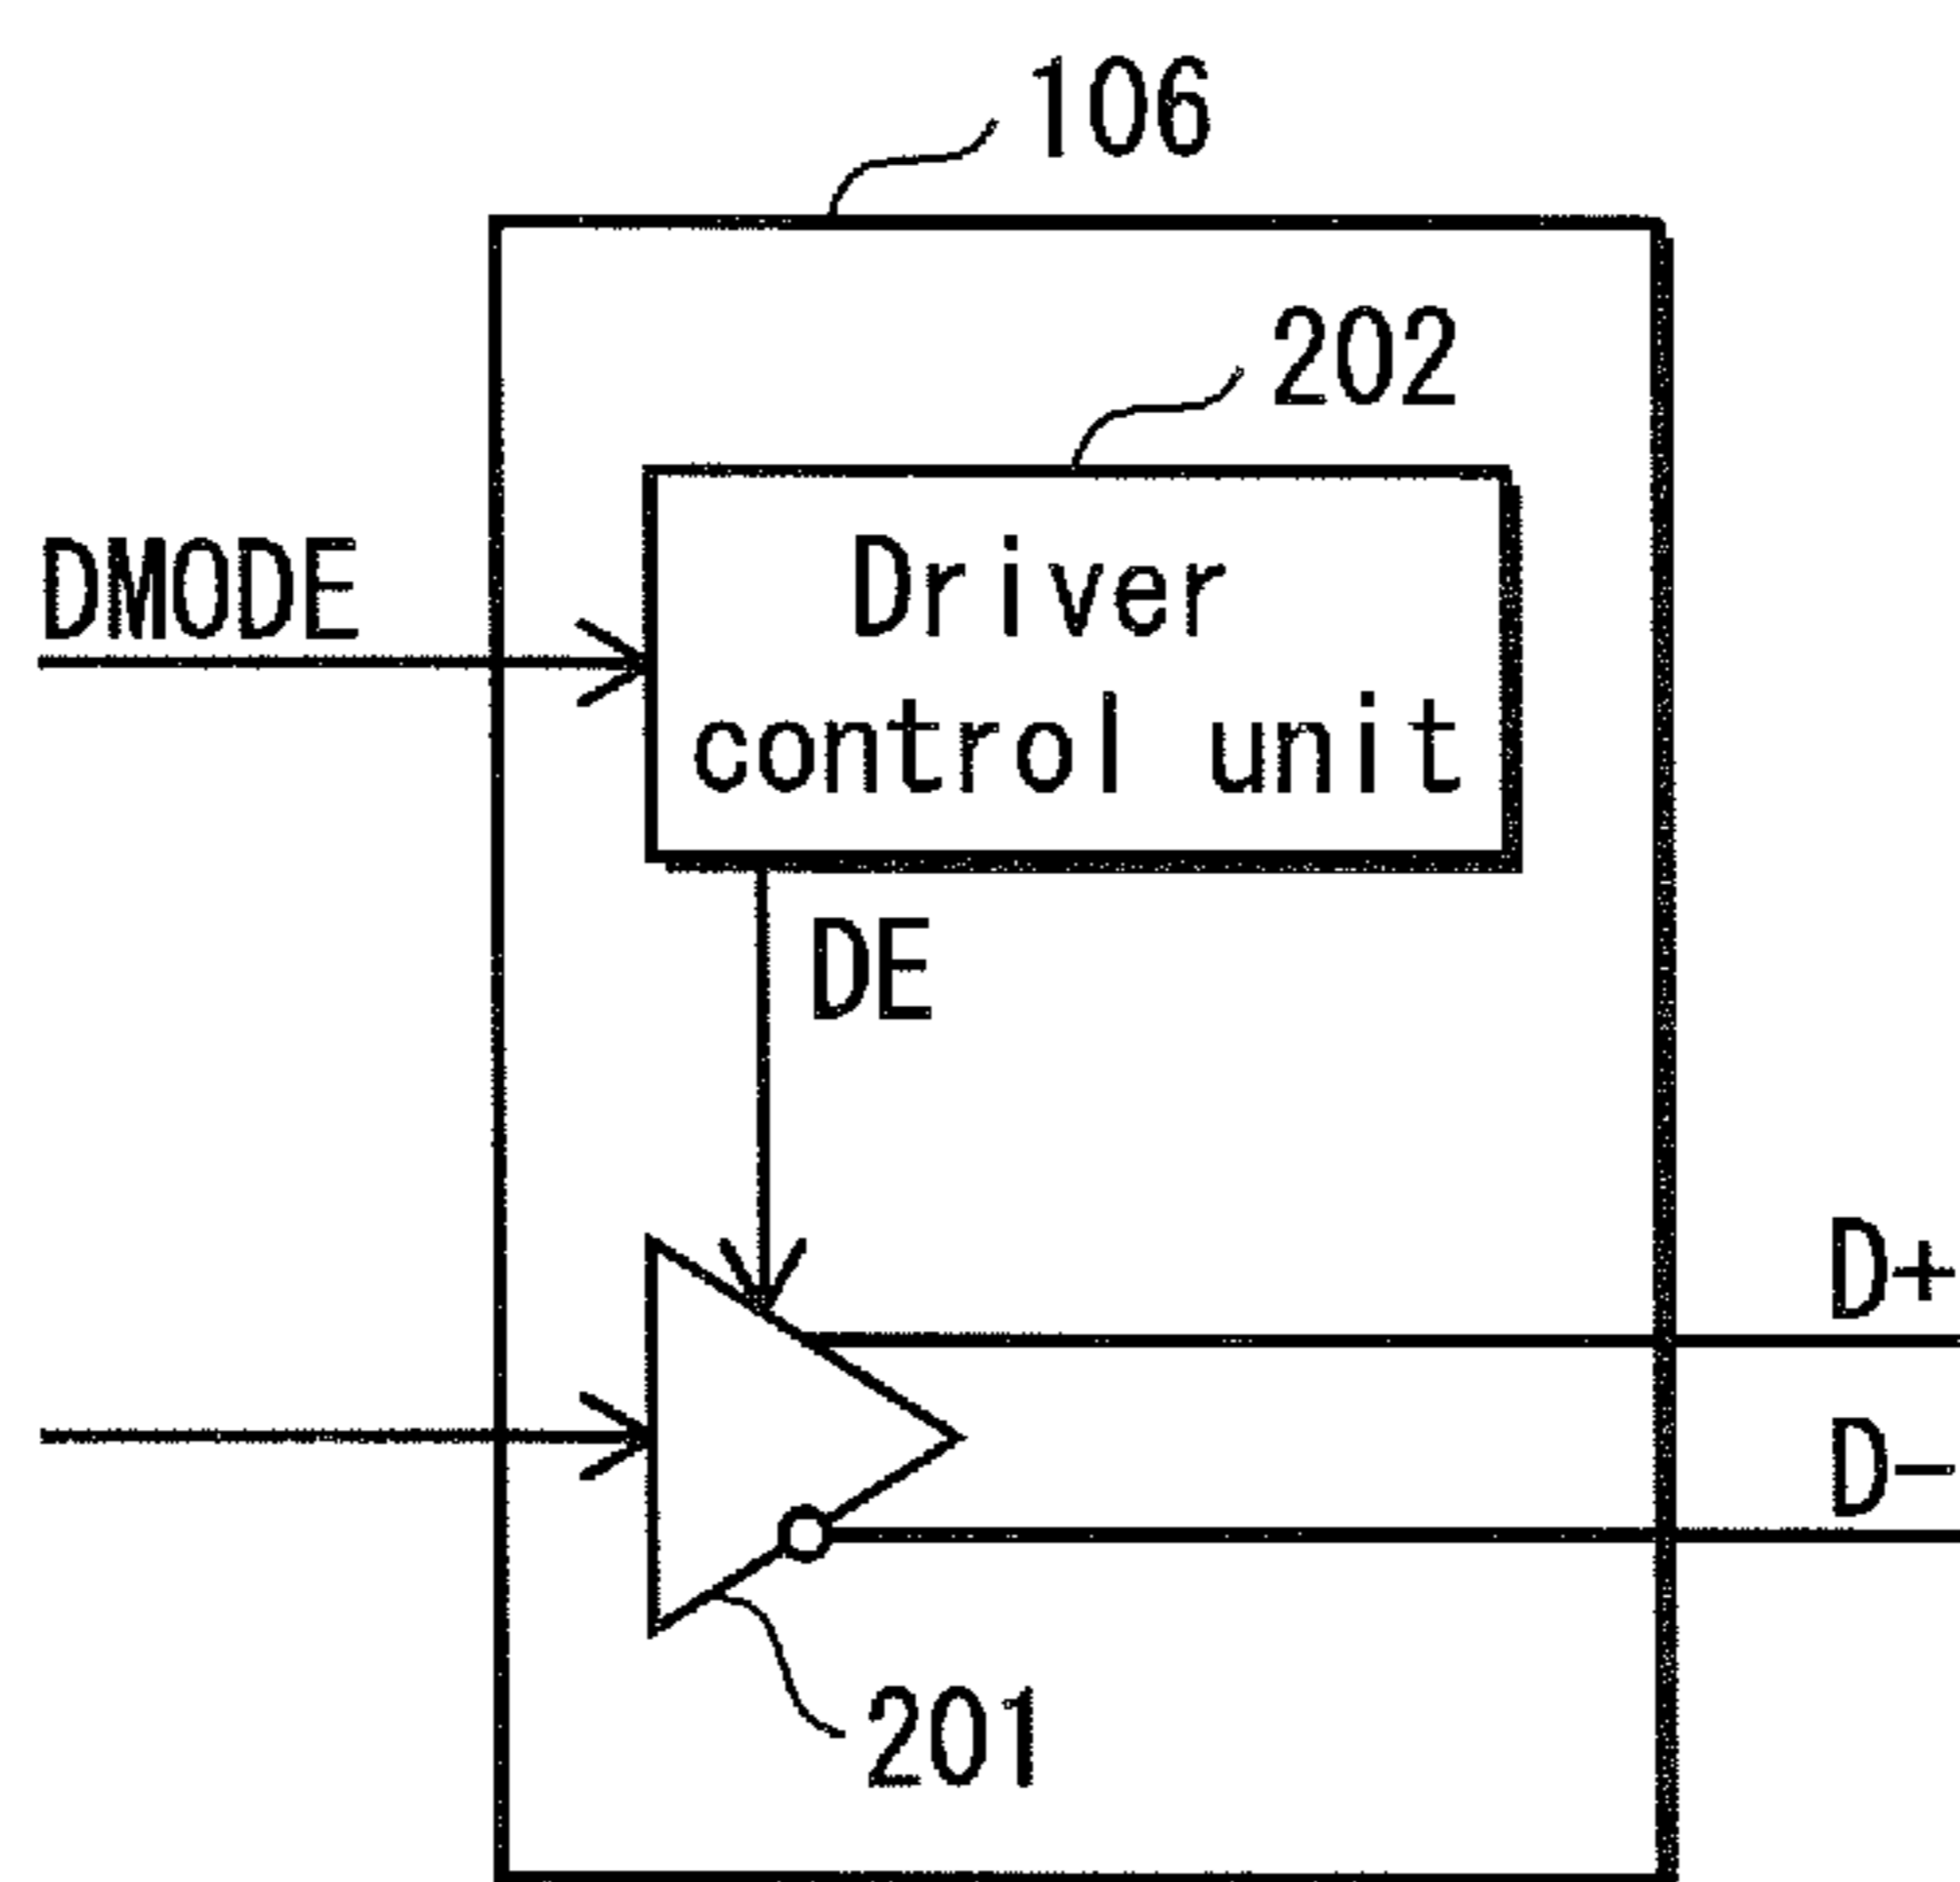 106
202
DMODE
Driver
control unit
DE
D+
D-
201